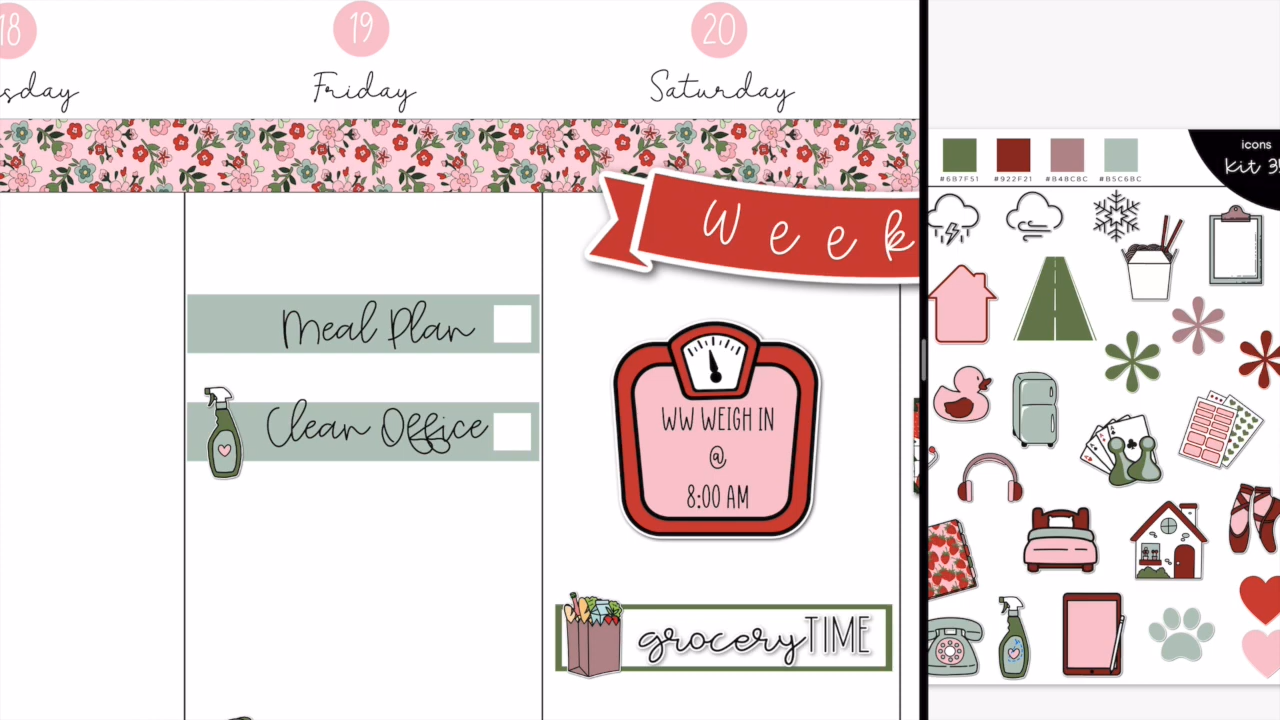 18
19
20
sday
Friday
Saturday
Week
Meal Plan
Clean Office
WW WEIGH IN
@
8:00 AM
grocery TIME
icons
kit 35
#6B7F51
#922F21
#B48C8C
#B5C6BC